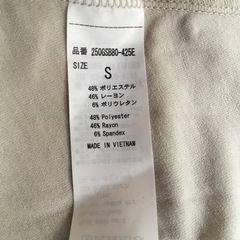 品番 250GSB80-425E
SIZE
S
48% ポリエステル
46% レーヨン
6% ポリウレタン
48% Polyester
46% Rayon
6% Spandex
MADE IN VIETNAM